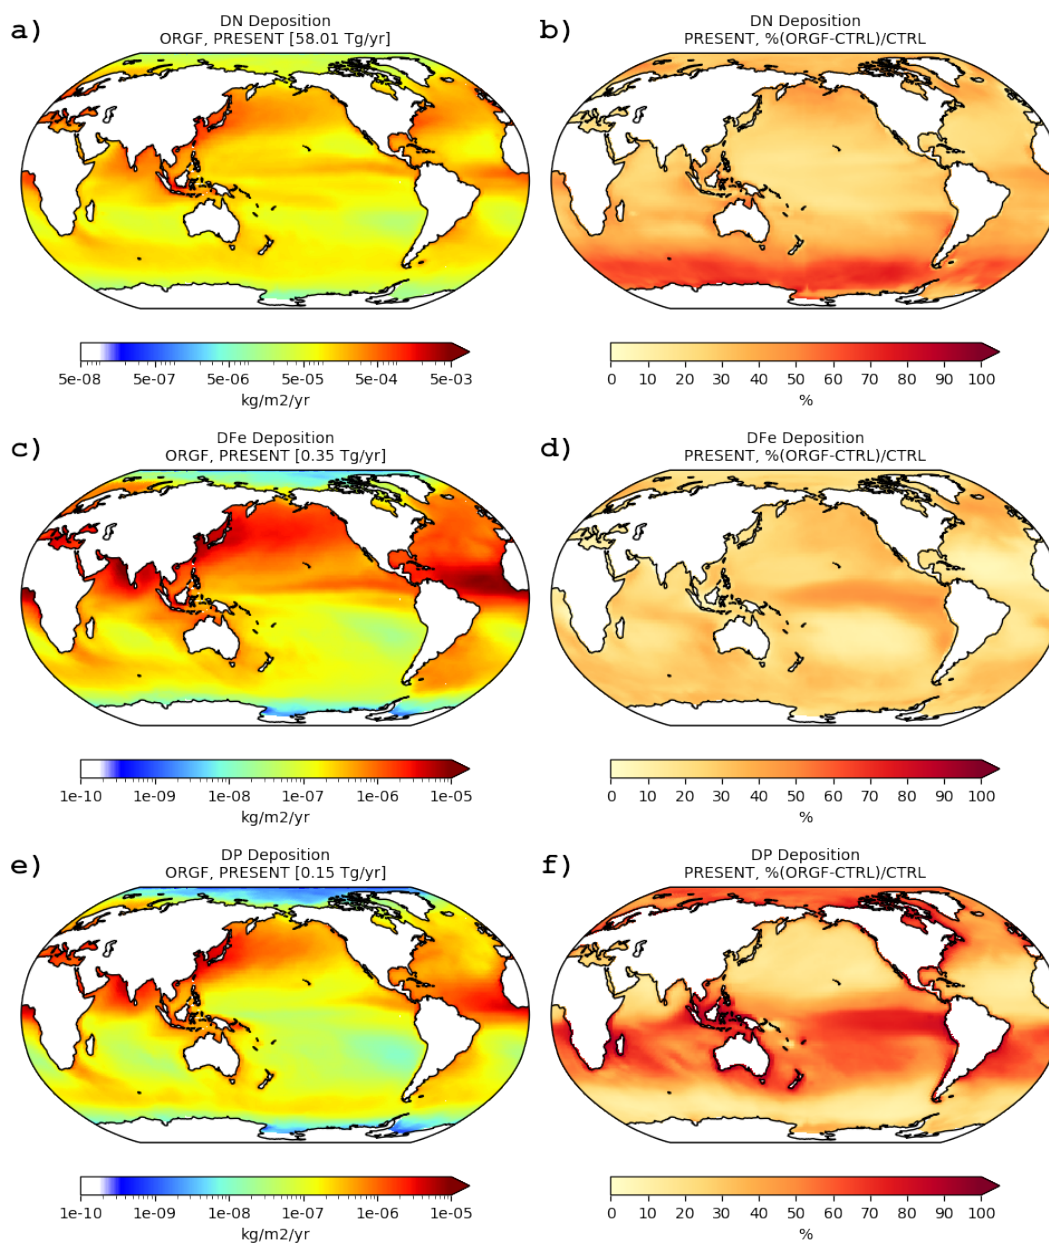 a)
DN Deposition
ORGF, PRESENT [58.01 Tg/yr]
5e-08 5e-07 5e-06 5e-05 5e-04 5e-03
kg/m2/yr
b)
DN Deposition
PRESENT, %(ORGF-CTRL)/CTRL
0 10 20 30 40 50 60 70 80 90 100
%
c)
DFe Deposition
ORGF, PRESENT [0.35 Tg/yr]
1e-10 1e-09 1e-08 1e-07 1e-06 1e-05
kg/m2/yr
d)
DFe Deposition
PRESENT, %(ORGF-CTRL)/CTRL
0 10 20 30 40 50 60 70 80 90 100
%
e)
DP Deposition
ORGF, PRESENT [0.15 Tg/yr]
1e-10 1e-09 1e-08 1e-07 1e-06 1e-05
kg/m2/yr
f)
DP Deposition
PRESENT, %(ORGF-CTRL)/CTRL
0 10 20 30 40 50 60 70 80 90 100
%